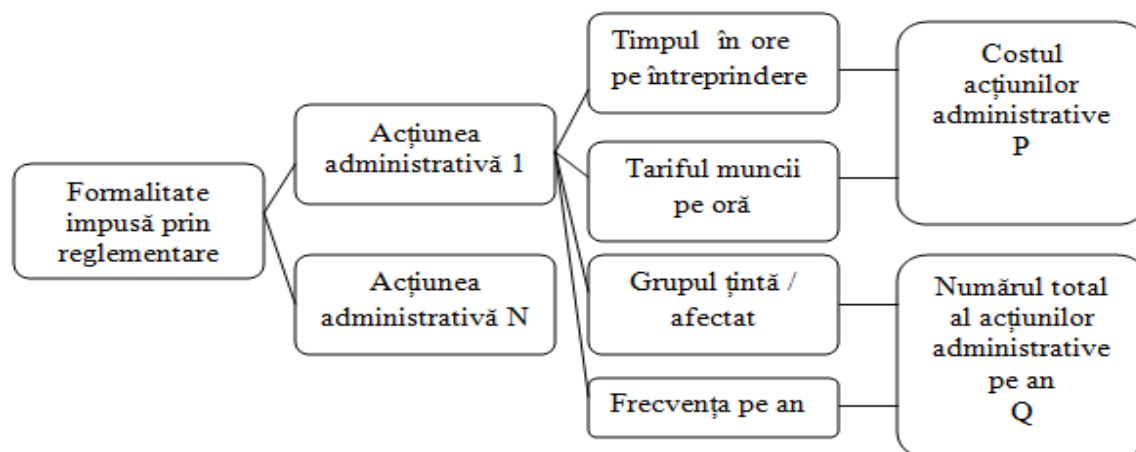 Formalitate
impusă prin
reglementare
Acțiunea
administrativă 1
Acțiunea
administrativă N
Timpul în ore
pe întreprindere
Tariful muncii
pe oră
Grupul țintă /
afectat
Frecvența pe an
Costul
acțiunilor
administrative
P
Numărul total
al acțiunilor
administrative
pe an
Q